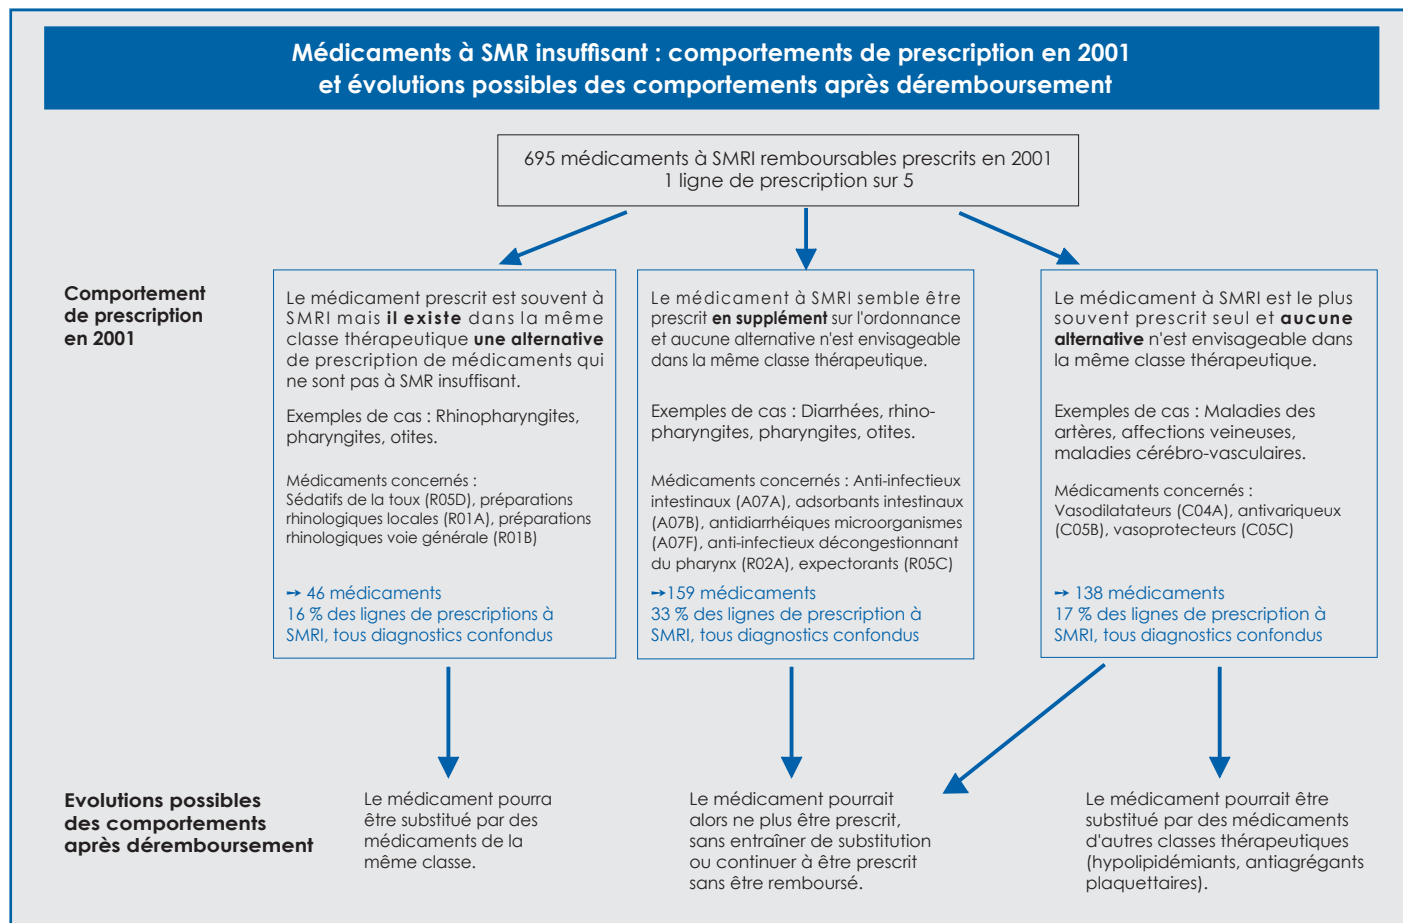 Médicaments à SMR insuffisant : comportements de prescription en 2001
et évolutions possibles des comportements après déremboursement
695 médicaments à SMRI remboursables prescrits en 2001
1 ligne de prescription sur 5
Comportement
de prescription
en 2001
Le médicament prescrit est souvent à
SMRI mais il existe dans la même
classe thérapeutique une alternative
de prescription de médicaments qui
ne sont pas à SMR insuffisant.
Exemples de cas : Rhinopharyngites,
pharyngites, otites.
Médicaments concernés :
Sédatifs de la toux (R05D), préparations
rhinologiques locales (R01A), préparations
rhinologiques voie générale (R01B)
➙ 46 médicaments
16 % des lignes de prescriptions à
SMRI, tous diagnostics confondus
Le médicament à SMRI semble être
prescrit en supplément sur l'ordonnance
et aucune alternative n'est envisageable
dans la même classe thérapeutique.
Exemples de cas : Diarrhées, rhino-
pharyngites, pharyngites, otites.
Médicaments concernés : Anti-infectieux
intestinaux (A07A), adsorbants intestinaux
(A07B), antidiarrhéiques microorganismes
(A07F), anti-infectieux décongestionnant
du pharynx (R02A), expectorants (R05C)
➙159 médicaments
33 % des lignes de prescription à
SMRI, tous diagnostics confondus
Le médicament à SMRI est le plus
souvent prescrit seul et aucune
alternative n'est envisageable dans
la même classe thérapeutique.
Exemples de cas : Maladies des
artères, affections veineuses,
maladies cérébro-vasculaires.
Médicaments concernés :
Vasodilatateurs (C04A), antivariqueux
(C05B), vasoprotecteurs (C05C)
➙ 138 médicaments
17 % des lignes de prescription à
SMRI, tous diagnostics confondus
Evolutions possibles
des comportements
après déremboursement
Le médicament pourra
être substitué par des
médicaments de la
même classe.
Le médicament pourrait
alors ne plus être prescrit,
sans entraîner de substitution
ou continuer à être prescrit
sans être remboursé.
Le médicament pourrait être
substitué par des médicaments
d'autres classes thérapeutiques
(hypolipidémiants, antiagrégants
plaquettaires).